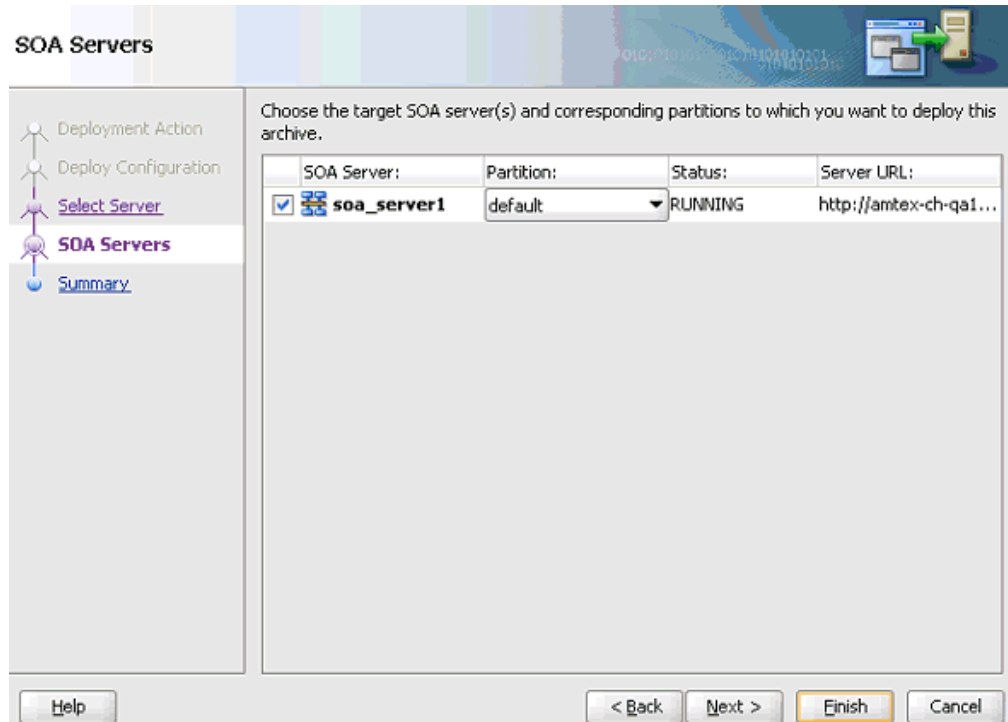 SOA Servers
Deployment Action
Deploy Configuration
Select Server
SOA Servers
Summary
Choose the target SOA server(s) and corresponding partitions to which you want to deploy this
archive.
SOA Server: Partition: Status: Server URL:
soa_server1 default RUNNING http://amtex-ch-qa1...
Help < Back Next > Finish Cancel